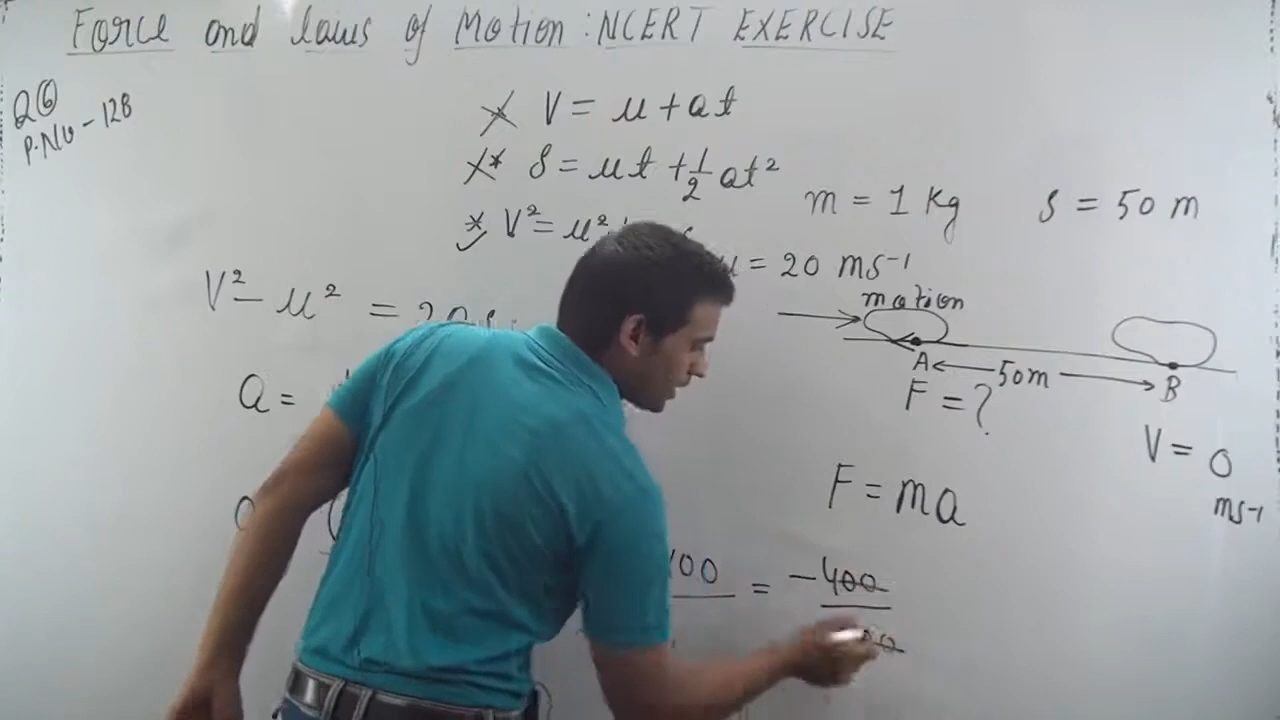 Force and laws of Motion : NCERT EXERCISE
Q6
P.No - 128
V = u + at
* S = ut + 1/2 at²
* V² = u²
m = 1 Kg
S = 50 m
u = 20 ms⁻¹
V² - u² = 2as
motion
A
50m
B
F = ?
a =
V = 0
ms⁻¹
F = ma
= -400